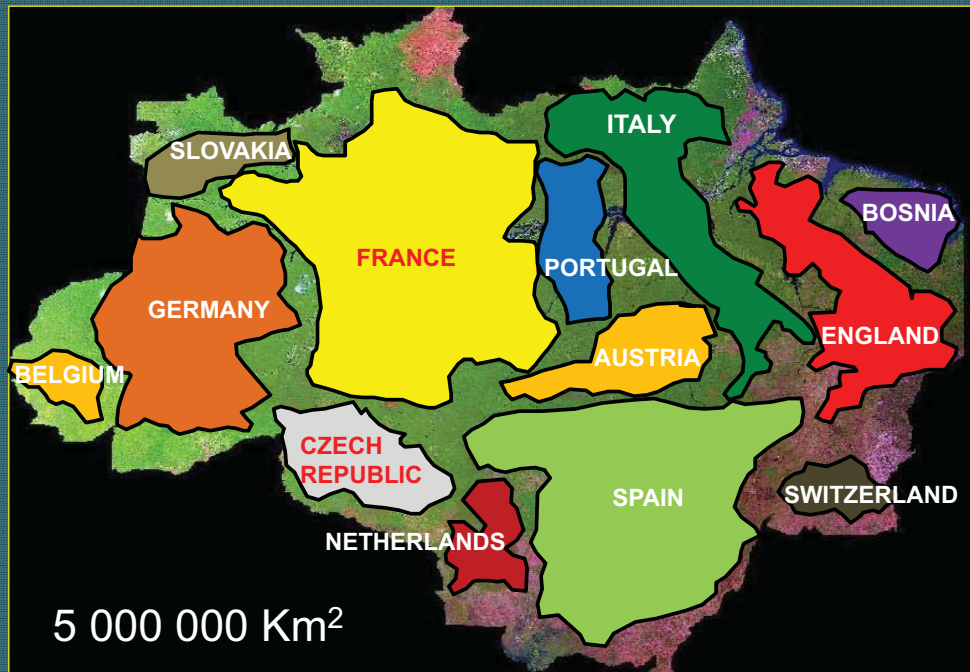 ITALY
SLOVAKIA
BOSNIA
FRANCE
PORTUGAL
GERMANY
ENGLAND
AUSTRIA
BELGIUM
CZECH
REPUBLIC
SPAIN
SWITZERLAND
NETHERLANDS
5 000 000 Km²